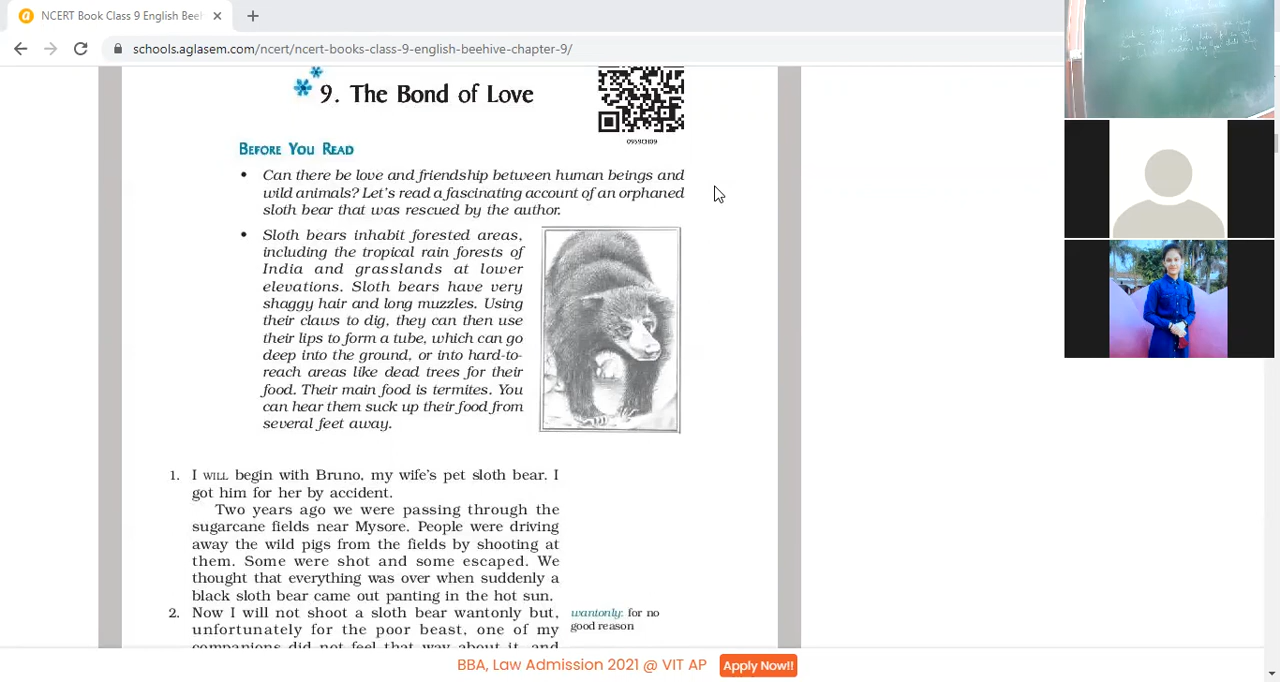 NCERT Book Class 9 English Bee
schools.aglasem.com/ncert/ncert-books-class-9-english-beehive-chapter-9/
9. The Bond of Love
0959CH09
BEFORE YOU READ
• Can there be love and friendship between human beings and
wild animals? Let's read a fascinating account of an orphaned
sloth bear that was rescued by the author.
• Sloth bears inhabit forested areas,
including the tropical rain forests of
India and grasslands at lower
elevations. Sloth bears have very
shaggy hair and long muzzles. Using
their claws to dig, they can then use
their lips to form a tube, which can go
deep into the ground, or into hard-to-
reach areas like dead trees for their
food. Their main food is termites. You
can hear them suck up their food from
several feet away.
1. I WILL begin with Bruno, my wife's pet sloth bear. I
got him for her by accident.
Two years ago we were passing through the
sugarcane fields near Mysore. People were driving
away the wild pigs from the fields by shooting at
them. Some were shot and some escaped. We
thought that everything was over when suddenly a
black sloth bear came out panting in the hot sun.
2. Now I will not shoot a sloth bear wantonly but,
wantonly: for no
good reason
unfortunately for the poor beast, one of my
companions did not feel that way about it, and
BBA, Law Admission 2021 @ VIT AP
Apply Now!!